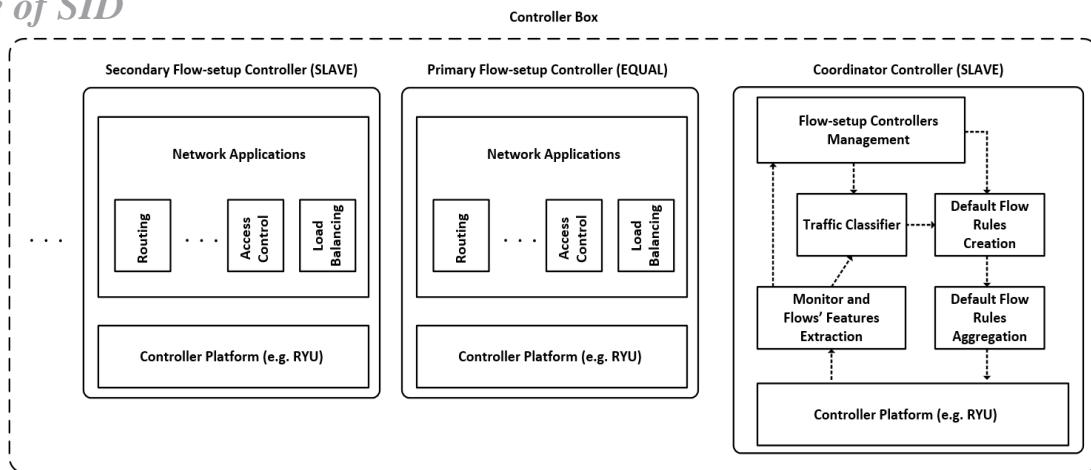 of SID
Controller Box
Secondary Flow-setup Controller (SLAVE)
Network Applications
Routing
. . .
Access
Control
Load
Balancing
Controller Platform (e.g. RYU)
. . .
Primary Flow-setup Controller (EQUAL)
Network Applications
Routing
. . .
Access
Control
Load
Balancing
Controller Platform (e.g. RYU)
Coordinator Controller (SLAVE)
Flow-setup Controllers
Management
Traffic Classifier
Default Flow
Rules
Creation
Monitor and
Flows' Features
Extraction
Default Flow
Rules
Aggregation
Controller Platform (e.g. RYU)